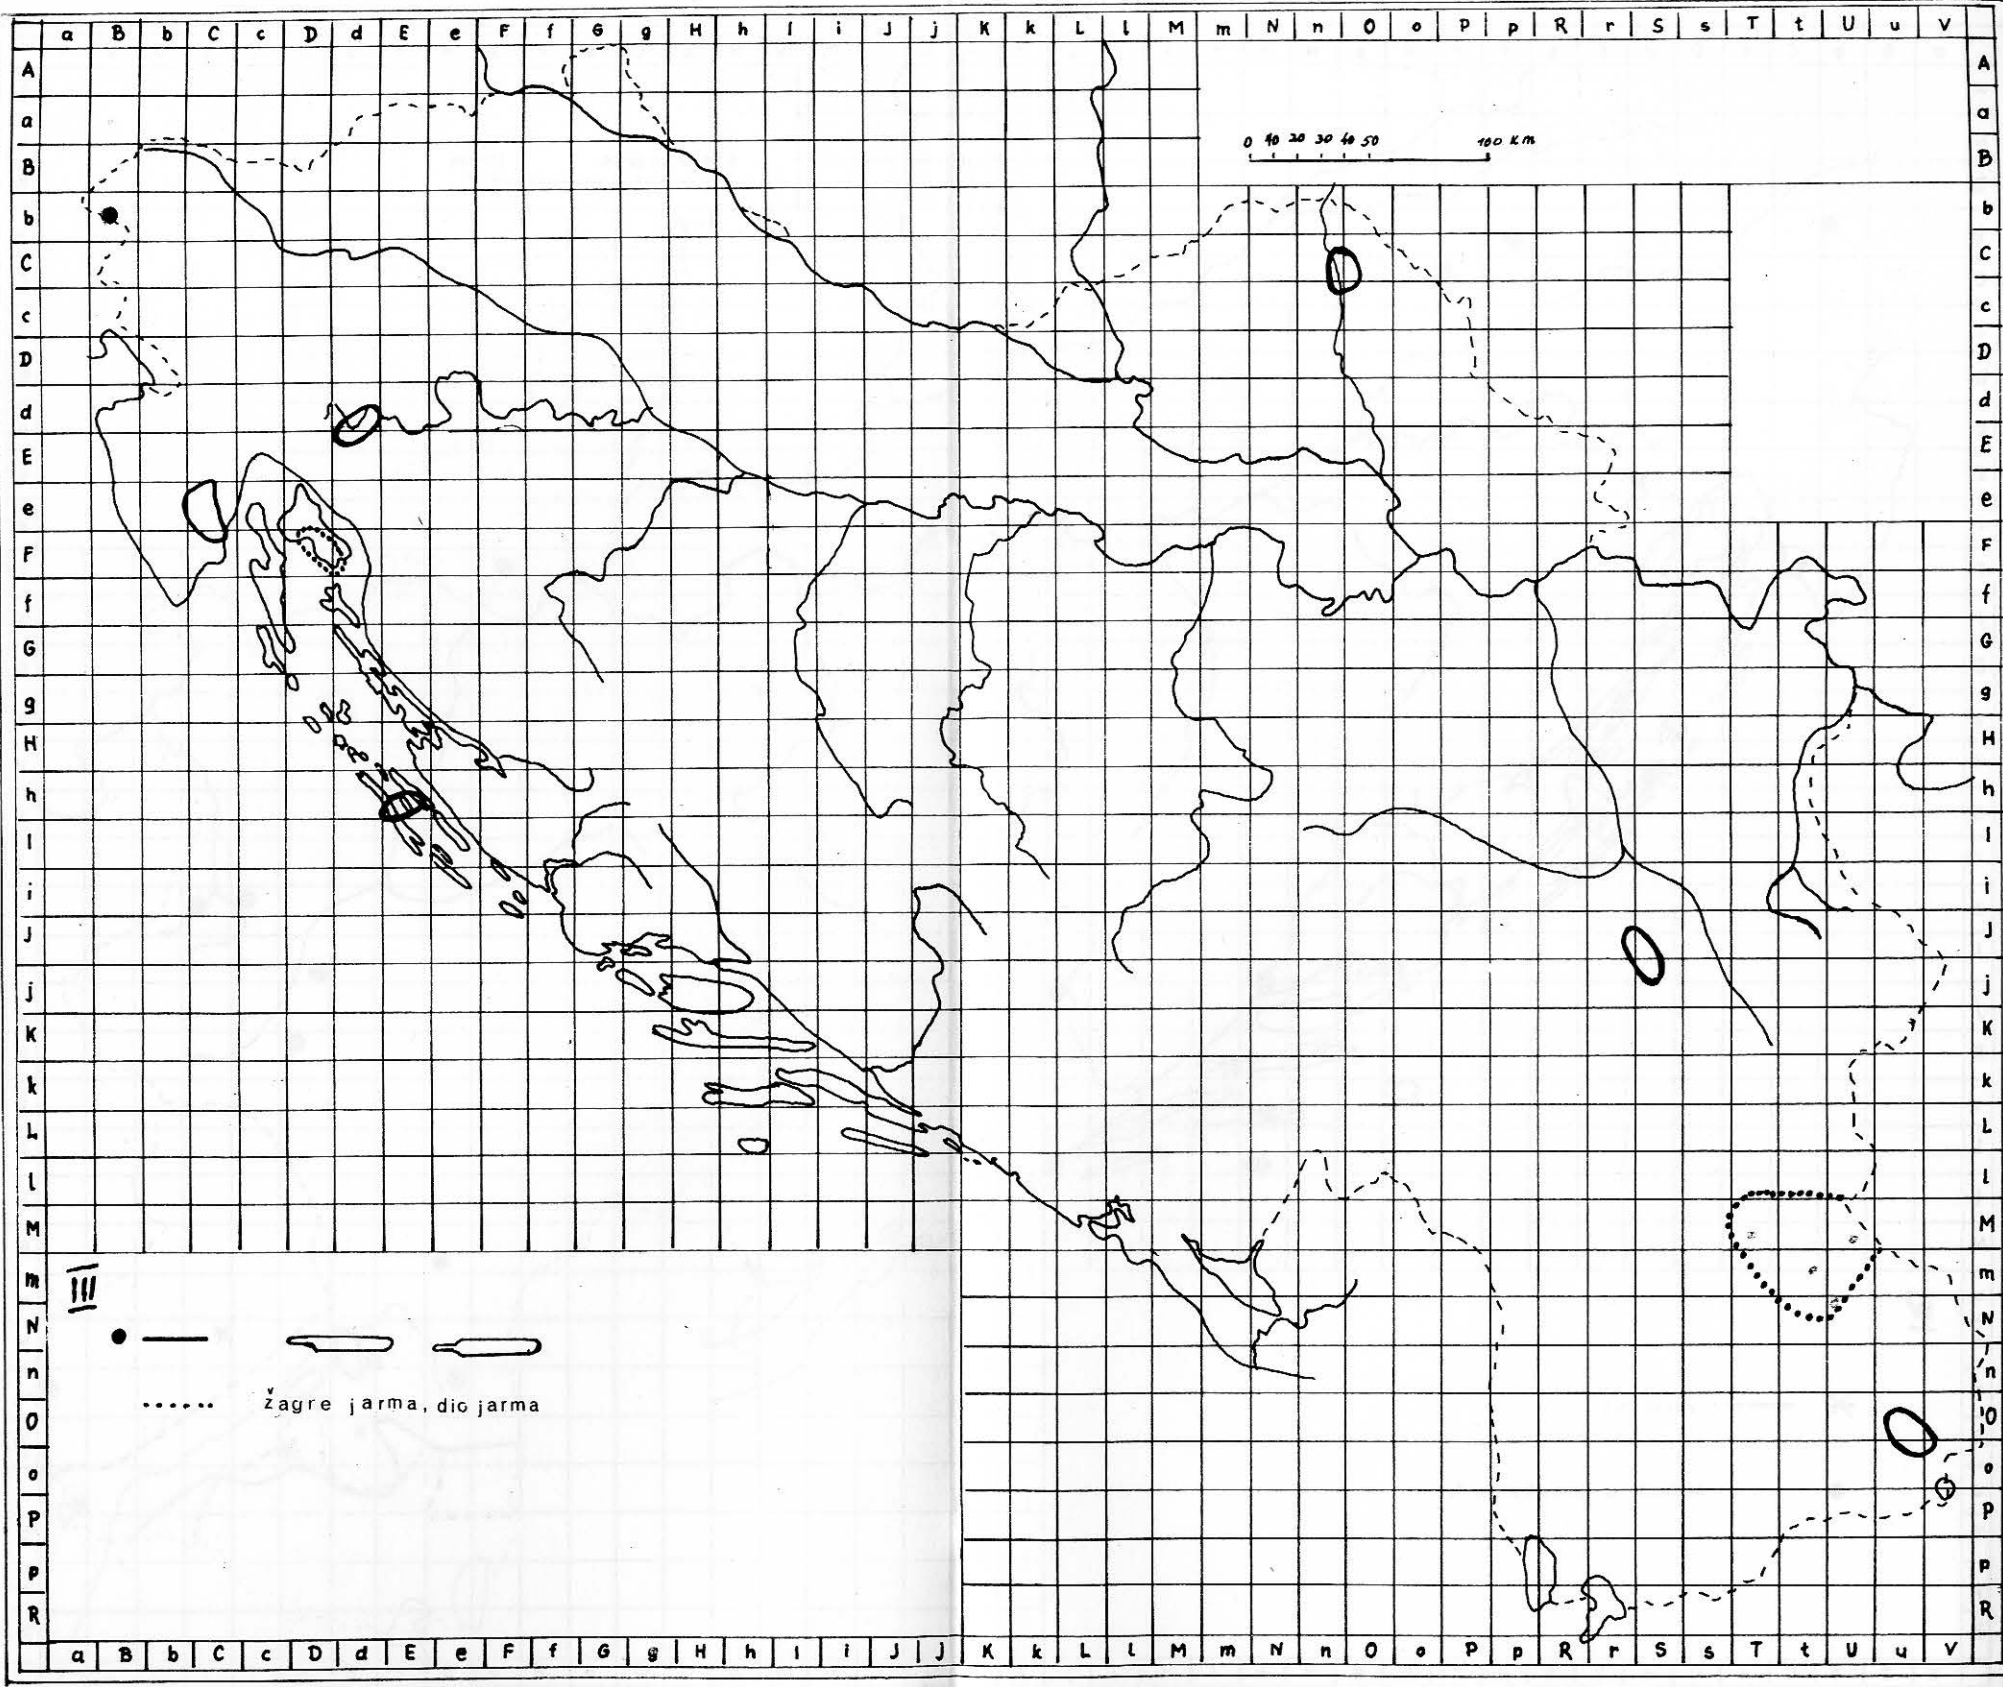 a B b C c D d E e F f G g H h I i J j K k L l M m N n O o P p R r S s T t U u V
A A
a a
B B
b b
C C
c c
D D
d d
E E
e e
F F
f f
G G
g g
H H
h h
I I
i i
J J
j j
K K
k k
L L
l l
M M
m m
N N
n n
O O
o o
P P
p p
R R
0 10 20 30 40 50 100 Km
III
žagre jarma, dio jarma
a B b C c D d E e F f G g H h I i J j K k L l M m N n O o P p R r S s T t U u V